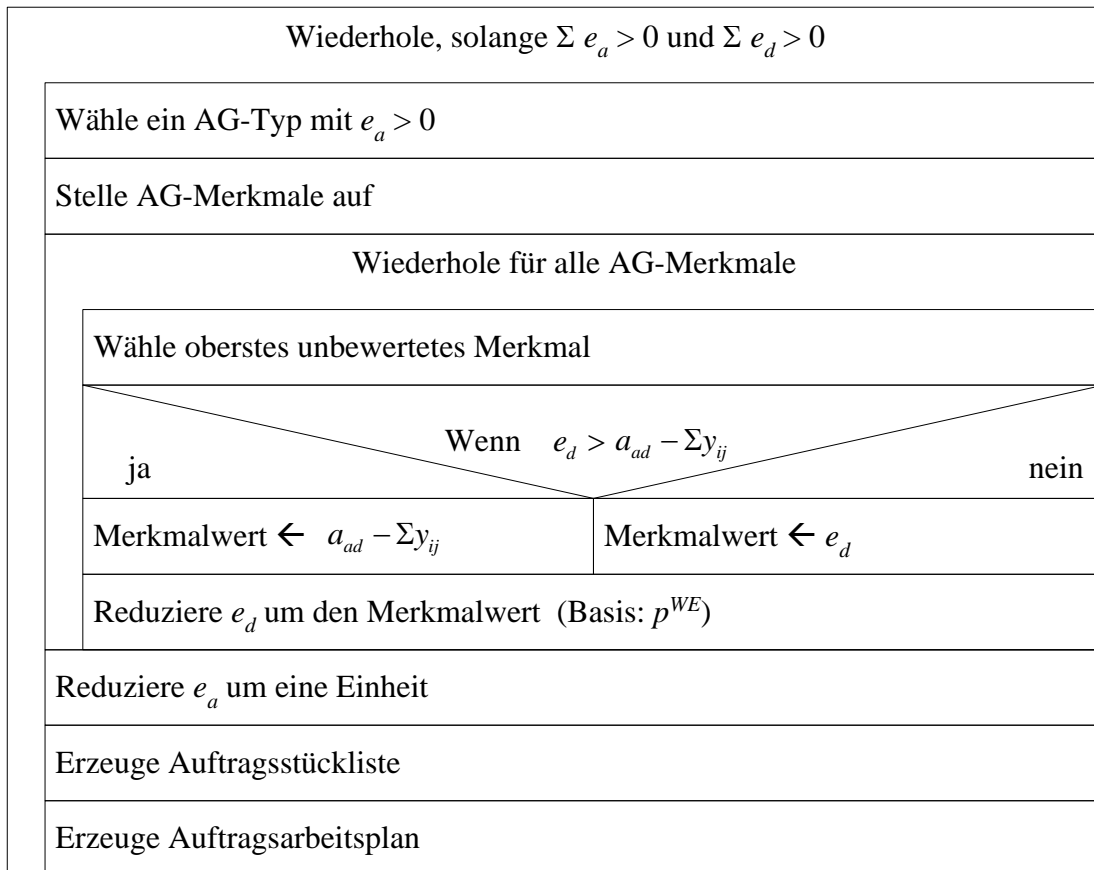 Wiederhole, solange Σ e_a > 0 und Σ e_d > 0
Wähle ein AG-Typ mit e_a > 0
Stelle AG-Merkmale auf
Wiederhole für alle AG-Merkmale
Wähle oberstes unbewertetes Merkmal
Wenn e_d > a_ad − Σy_ij
ja nein
Merkmalwert ← a_ad − Σy_ij Merkmalwert ← e_d
Reduziere e_d um den Merkmalwert (Basis: p^WE)
Reduziere e_a um eine Einheit
Erzeuge Auftragsstückliste
Erzeuge Auftragsarbeitsplan